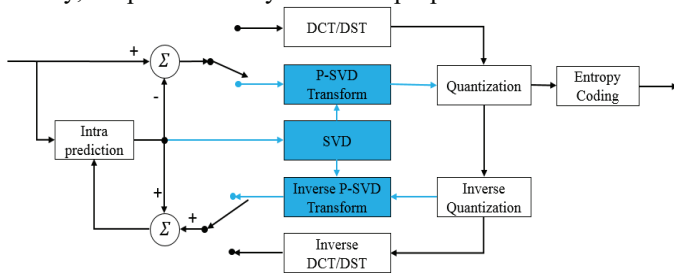 DCT/DST
+
Σ
P-SVD
Transform
Quantization
Entropy
Coding
-
Intra
prediction
SVD
+
Inverse P-SVD
Transform
Inverse
Quantization
+
Σ
Inverse
DCT/DST